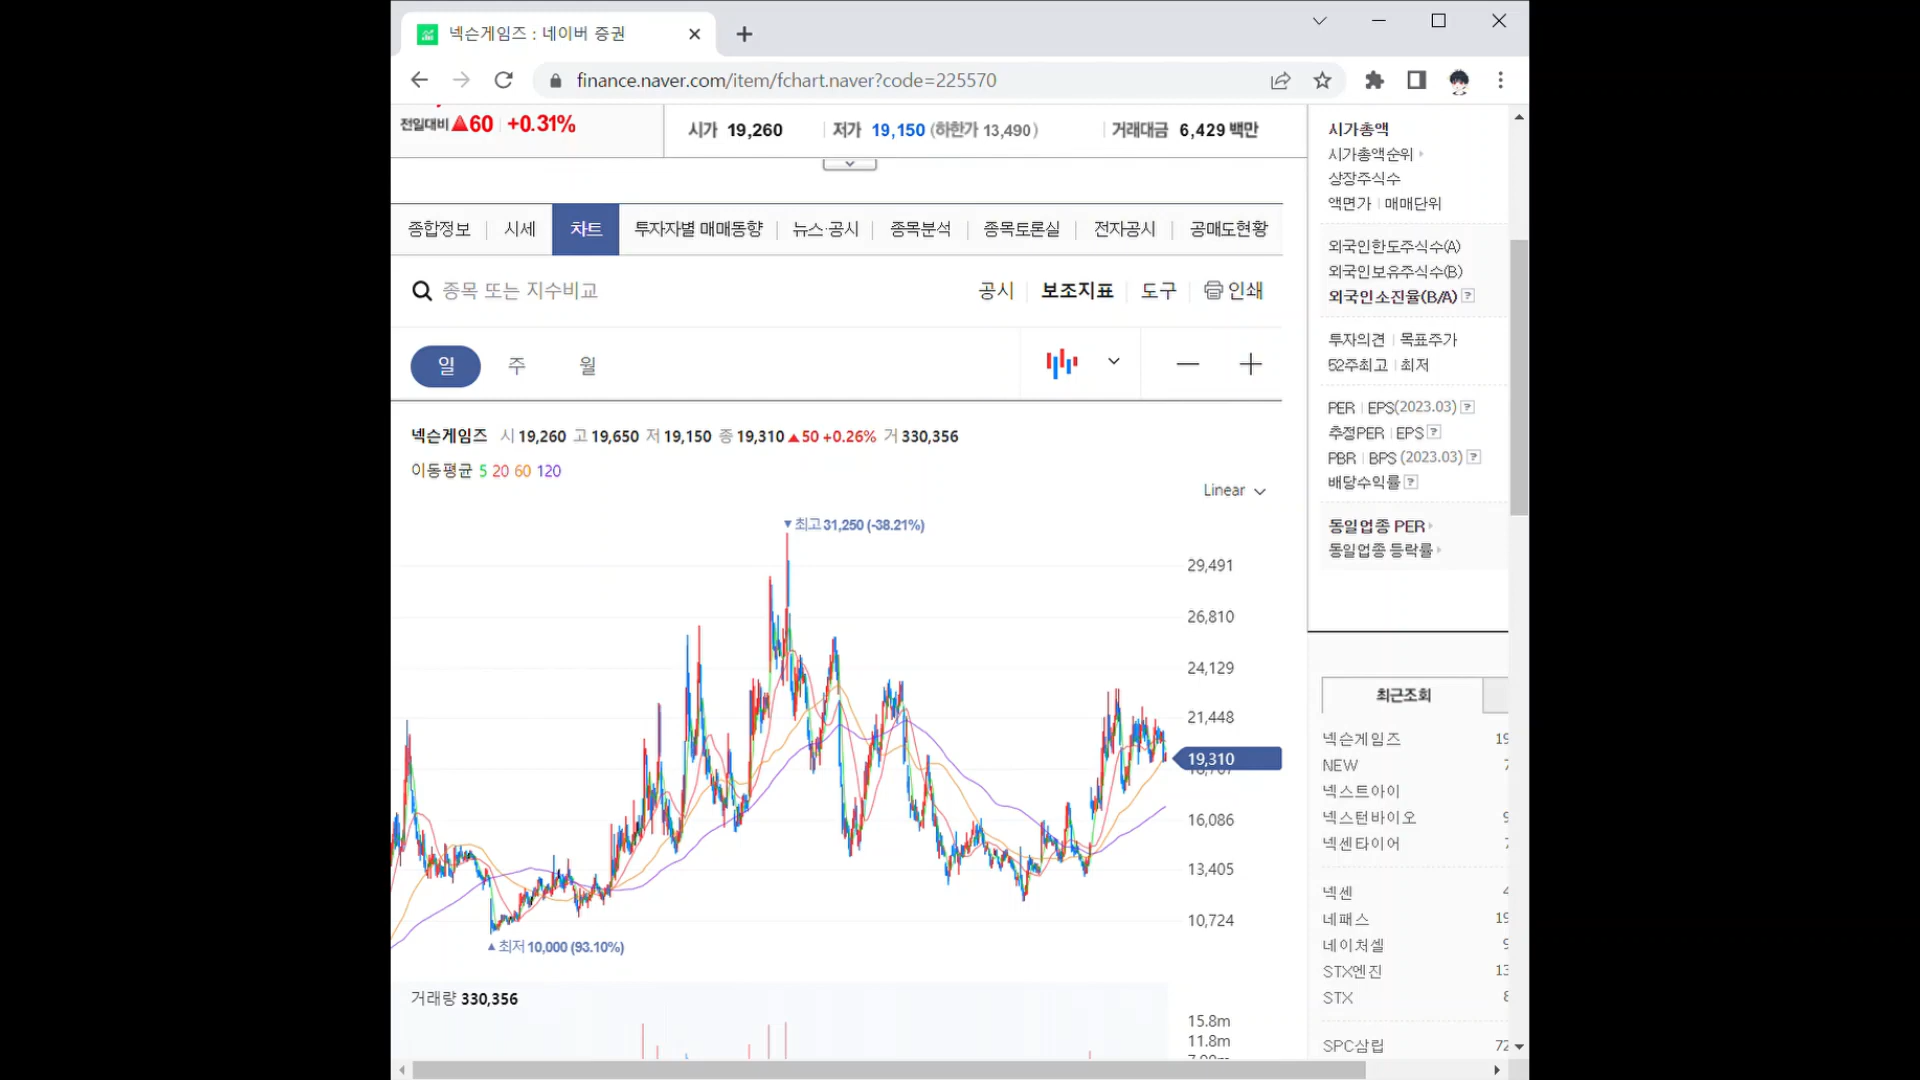 넥슨게임즈 : 네이버 증권
finance.naver.com/item/fchart.naver?code=225570
전일대비 ▲60 +0.31%
시가 19,260 저가 19,150 (하한가 13,490) 거래대금 6,429 백만
종합정보 시세 차트 투자자별 매매동향 뉴스·공시 종목분석 종목토론실 전자공시 공매도현황
종목 또는 지수비교 공시 보조지표 도구 인쇄
일 주 월
넥슨게임즈 시 19,260 고 19,650 저 19,150 종 19,310 ▲50 +0.26% 거 330,356
이동평균 5 20 60 120
Linear
▼최고 31,250 (-38.21%)
29,491
26,810
24,129
21,448
19,310
16,086
13,405
10,724
▲최저 10,000 (93.10%)
거래량 330,356
15.8m
11.8m
시가총액
시가총액순위
상장주식수
액면가 매매단위
외국인한도주식수(A)
외국인보유주식수(B)
외국인소진율(B/A) ?
투자의견 목표주가
52주최고 최저
PER EPS(2023.03) ?
추정PER EPS ?
PBR BPS (2023.03) ?
배당수익률 ?
동일업종 PER
동일업종 등락률
최근조회
넥슨게임즈 19
NEW
넥스트아이
넥스턴바이오
넥센타이어
넥센
네패스 19
네이처셀
STX엔진 13
STX
SPC삼립 72